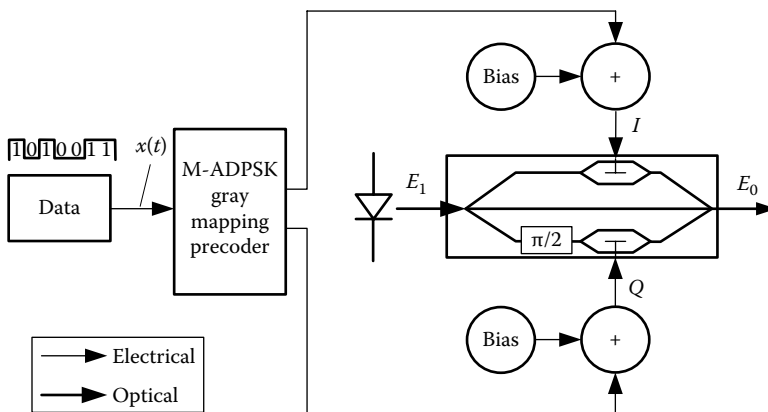 Bias
+
I
1 0 1 0 0 1 1
x(t)
M-ADPSK
gray
mapping
precoder
Data
E1
E0
π/2
Q
Bias
+
Electrical
Optical